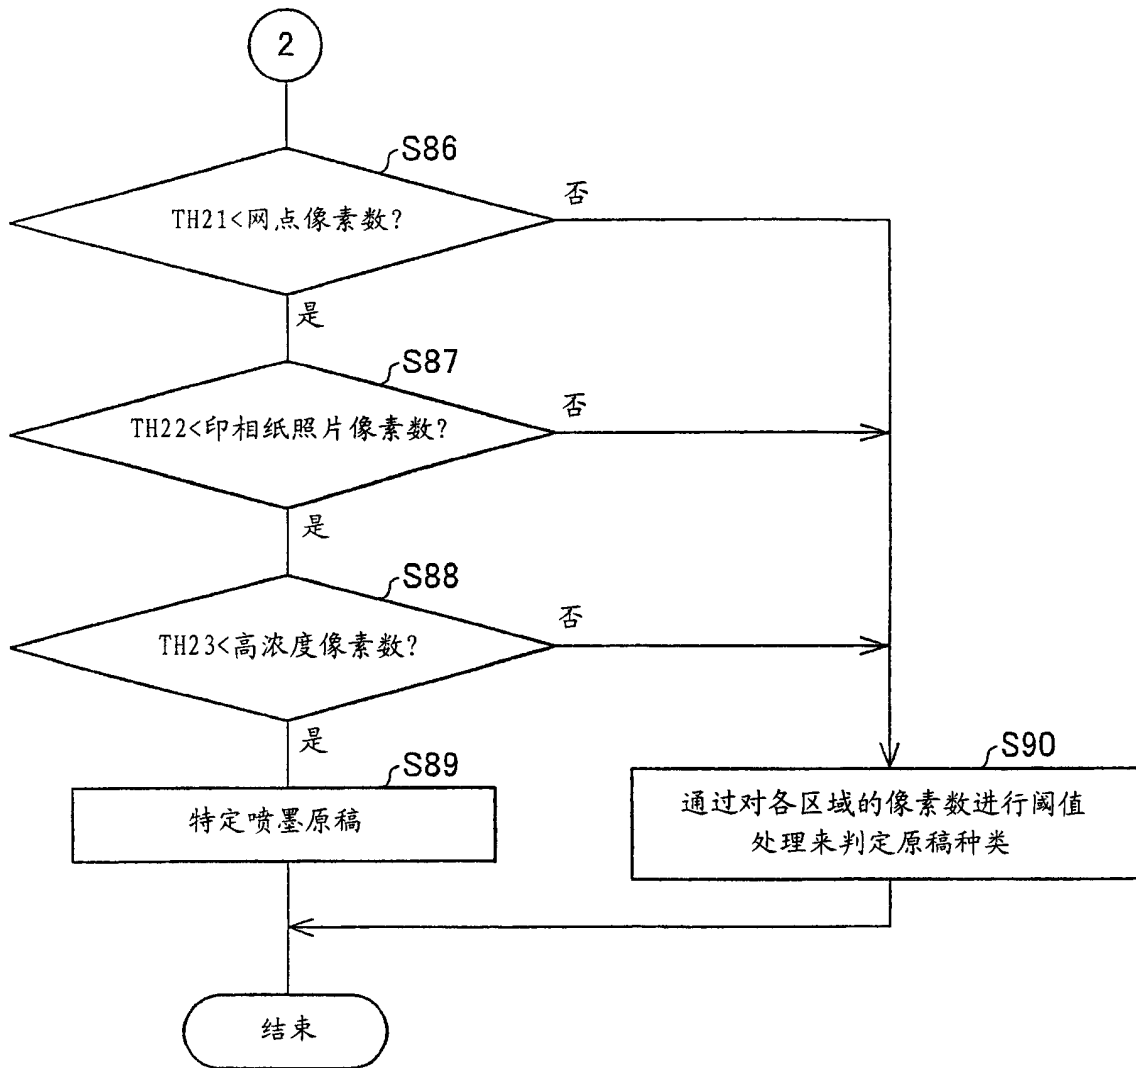 2
S86
TH21<网点像素数?
否
是
S87
TH22<印相纸照片像素数?
否
是
S88
TH23<高浓度像素数?
否
是
S89
特定喷墨原稿
S90
通过对各区域的像素数进行阈值
处理来判定原稿种类
结束